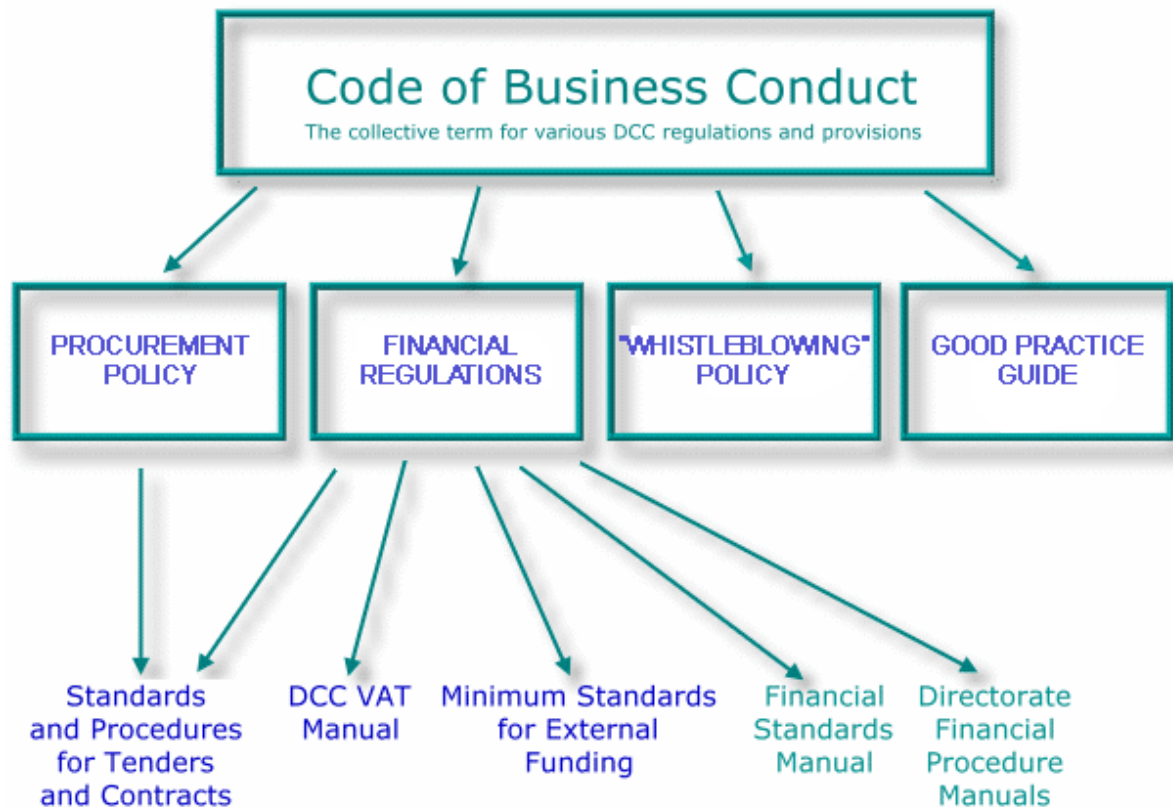 Code of Business Conduct
The collective term for various DCC regulations and provisions
PROCUREMENT
POLICY
FINANCIAL
REGULATIONS
"WHISTLEBLOWING"
POLICY
GOOD PRACTICE
GUIDE
Standards
and Procedures
for Tenders
and Contracts
DCC VAT
Manual
Minimum Standards
for External
Funding
Financial
Standards
Manual
Directorate
Financial
Procedure
Manuals